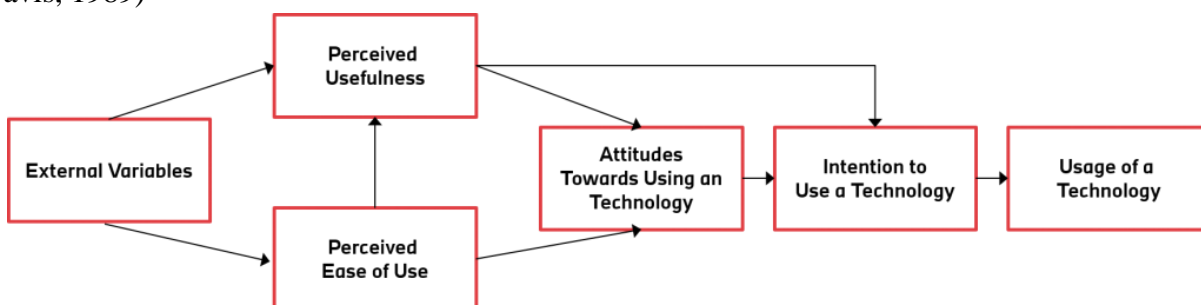 Perceived
Usefulness
External Variables
Attitudes
Towards Using an
Technology
Intention to
Use a Technology
Usage of a
Technology
Perceived
Ease of Use